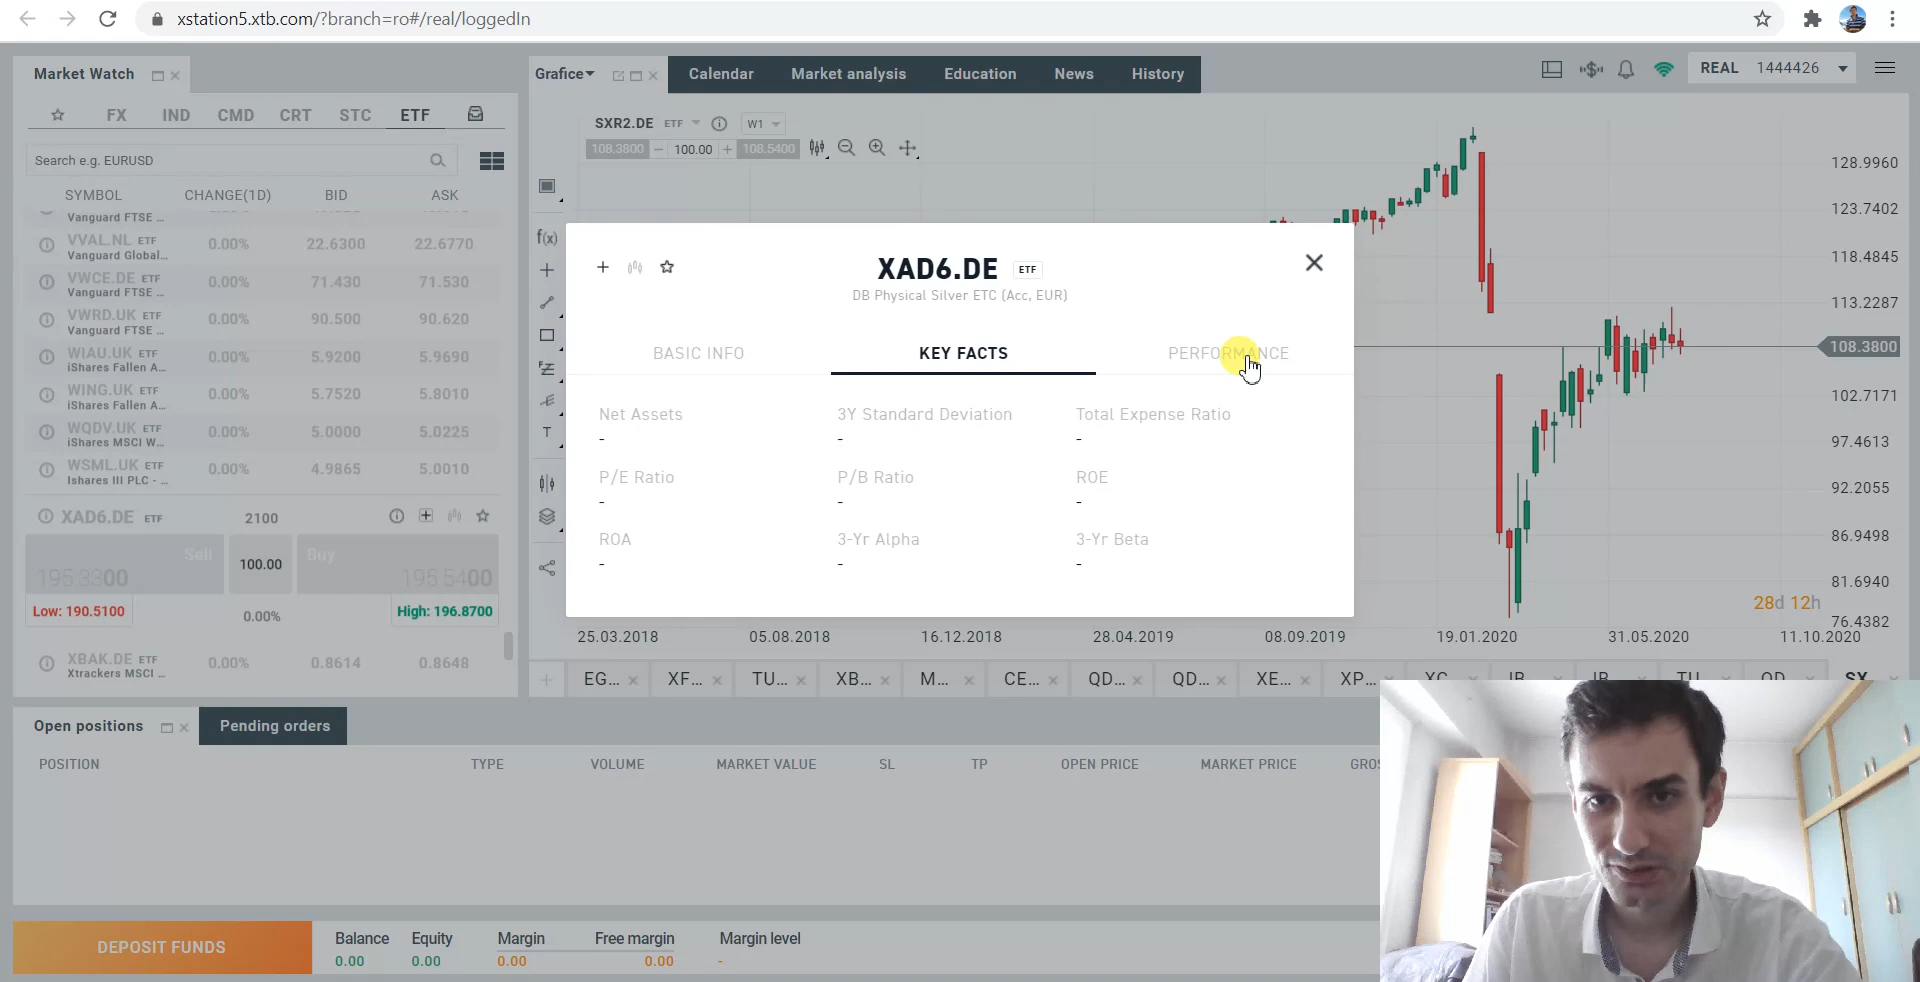 xstation5.xtb.com/?branch=ro#/real/loggedIn
Market Watch
Grafice
Calendar
Market analysis
Education
News
History
REAL 1444426
FX IND CMD CRT STC ETF
Search e.g. EURUSD
SYMBOL CHANGE(1D) BID ASK
Vanguard FTSE ...
VVAL.NL ETF 0.00% 22.6300 22.6770
Vanguard Global...
VWCE.DE ETF 0.00% 71.430 71.530
Vanguard FTSE ...
VWRD.UK ETF 0.00% 90.500 90.620
Vanguard FTSE ...
WIAU.UK ETF 0.00% 5.9200 5.9690
iShares Fallen A...
WING.UK ETF 0.00% 5.7520 5.8010
iShares Fallen A...
WQDV.UK ETF 0.00% 5.0000 5.0225
iShares MSCI W...
WSML.UK ETF 0.00% 4.9865 5.0010
Ishares III PLC - ...
XAD6.DE ETF 2100
Sell 195.3300
100.00
Buy 195.5400
Low: 190.5100 0.00% High: 196.8700
XBAK.DE ETF 0.00% 0.8614 0.8648
Xtrackers MSCI ...
SXR2.DE ETF W1
108.3800 − 100.00 + 108.5400
f(x)
T
XAD6.DE ETF
DB Physical Silver ETC (Acc, EUR)
BASIC INFO KEY FACTS PERFORMANCE
Net Assets 3Y Standard Deviation Total Expense Ratio
- - -
P/E Ratio P/B Ratio ROE
- - -
ROA 3-Yr Alpha 3-Yr Beta
- - -
128.9960
123.7402
118.4845
113.2287
108.3800
102.7171
97.4613
92.2055
86.9498
81.6940
76.4382
28d 12h
25.03.2018 05.08.2018 16.12.2018 28.04.2019 08.09.2019 19.01.2020 31.05.2020 11.10.2020
EG... XF... TU... XB... M... CE... QD... QD... XE... XP...
Open positions
Pending orders
POSITION TYPE VOLUME MARKET VALUE SL TP OPEN PRICE MARKET PRICE GROS
DEPOSIT FUNDS
Balance Equity Margin Free margin Margin level
0.00 0.00 0.00 0.00 -